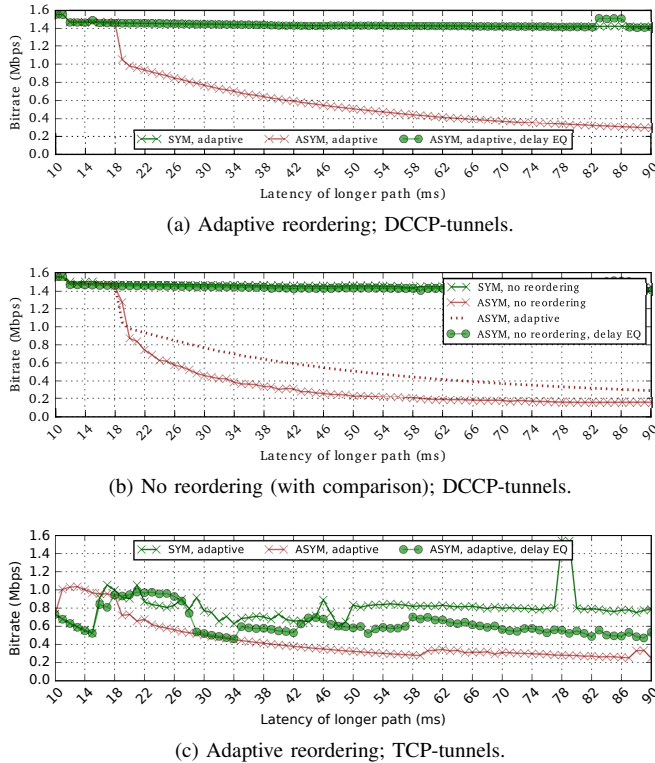 1.6
1.4
1.2
1.0
0.8
0.6
0.4
0.2
0.0
Bitrate (Mbps)
SYM, adaptive ASYM, adaptive ASYM, adaptive, delay EQ
10 14 18 22 26 30 34 38 42 46 50 54 58 62 66 70 74 78 82 86 90
Latency of longer path (ms)
(a) Adaptive reordering; DCCP-tunnels.
1.6
1.4
1.2
1.0
0.8
0.6
0.4
0.2
0.0
Bitrate (Mbps)
SYM, no reordering
ASYM, no reordering
ASYM, adaptive
ASYM, no reordering, delay EQ
10 14 18 22 26 30 34 38 42 46 50 54 58 62 66 70 74 78 82 86 90
Latency of longer path (ms)
(b) No reordering (with comparison); DCCP-tunnels.
1.6
1.4
1.2
1.0
0.8
0.6
0.4
0.2
0.0
Bitrate (Mbps)
SYM, adaptive ASYM, adaptive ASYM, adaptive, delay EQ
10 14 18 22 26 30 34 38 42 46 50 54 58 62 66 70 74 78 82 86 90
Latency of longer path (ms)
(c) Adaptive reordering; TCP-tunnels.